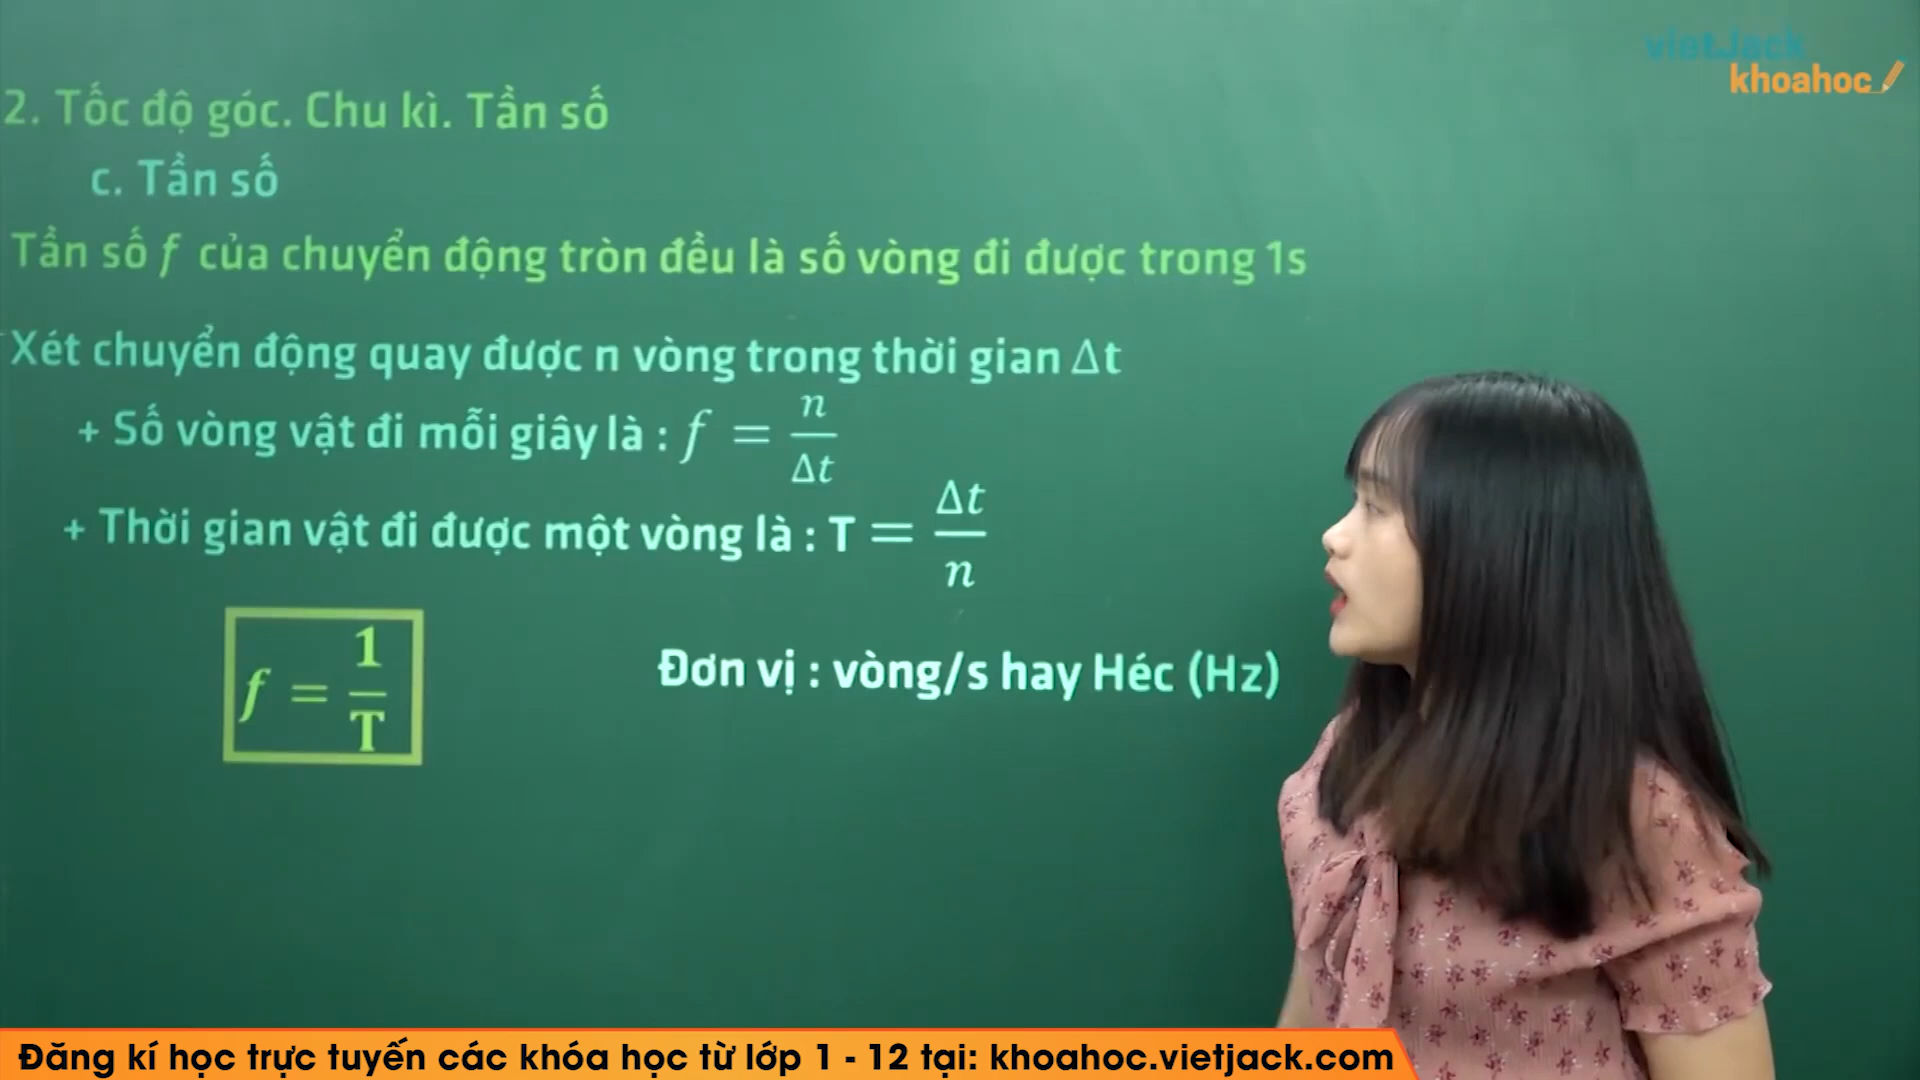 vietJack
khoahoc
2. Tốc độ góc. Chu kì. Tần số
c. Tần số
Tần số f của chuyển động tròn đều là số vòng đi được trong 1s
Xét chuyển động quay được n vòng trong thời gian Δt
+ Số vòng vật đi mỗi giây là : f = n/Δt
+ Thời gian vật đi được một vòng là : T = Δt/n
f = 1/T
Đơn vị : vòng/s hay Héc (Hz)
Đăng kí học trực tuyến các khóa học từ lớp 1 - 12 tại: khoahoc.vietjack.com